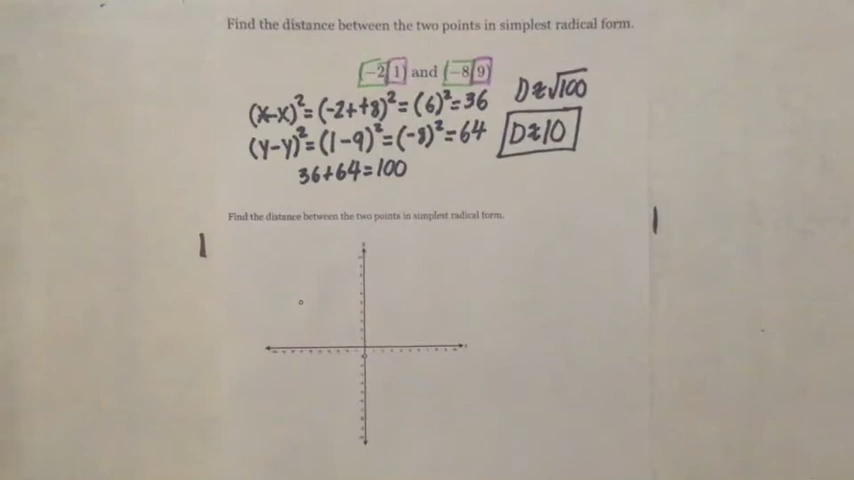 Find the distance between the two points in simplest radical form.
(-2,1) and (-8,9)
(x-x)²=(-2++8)²=(6)²=36
D≈√100
(y-y)²=(1-9)²=(-8)²=64
D≈10
36+64=100
Find the distance between the two points in simplest radical form.